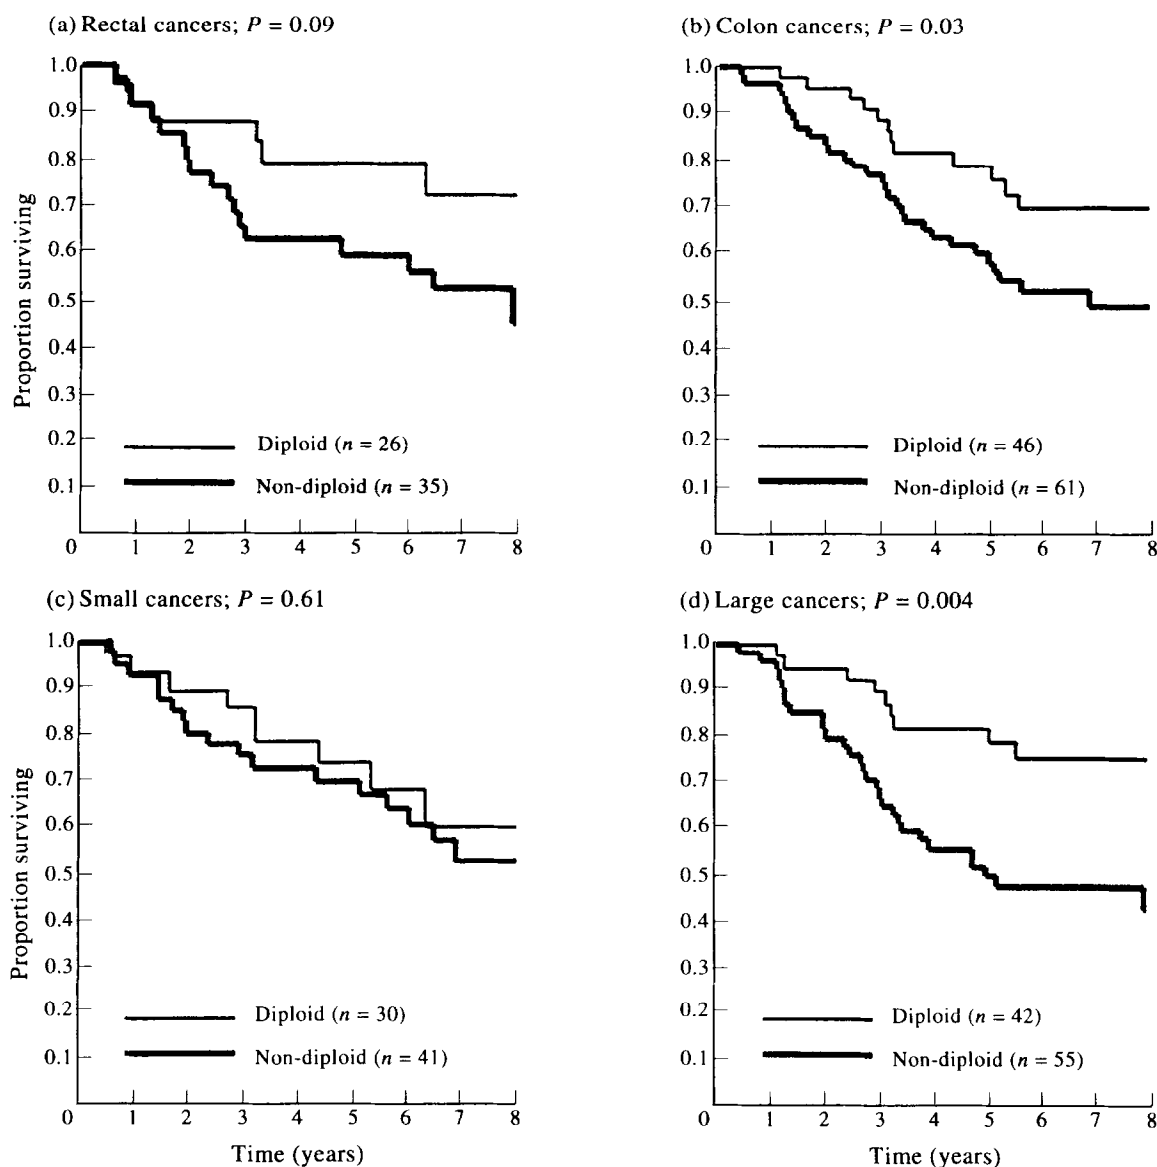 (a) Rectal cancers; P = 0.09
Proportion surviving
1.0
0.9
0.8
0.7
0.6
0.5
0.4
0.3
0.2
0.1
Diploid (n = 26)
Non-diploid (n = 35)
0 1 2 3 4 5 6 7 8
(b) Colon cancers; P = 0.03
1.0
0.9
0.8
0.7
0.6
0.5
0.4
0.3
0.2
0.1
Diploid (n = 46)
Non-diploid (n = 61)
0 1 2 3 4 5 6 7 8
(c) Small cancers; P = 0.61
Proportion surviving
1.0
0.9
0.8
0.7
0.6
0.5
0.4
0.3
0.2
0.1
Diploid (n = 30)
Non-diploid (n = 41)
0 1 2 3 4 5 6 7 8
Time (years)
(d) Large cancers; P = 0.004
1.0
0.9
0.8
0.7
0.6
0.5
0.4
0.3
0.2
0.1
Diploid (n = 42)
Non-diploid (n = 55)
0 1 2 3 4 5 6 7 8
Time (years)